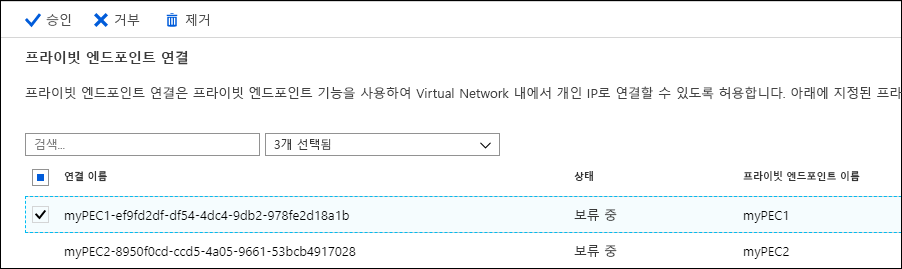 승인 거부 제거
프라이빗 엔드포인트 연결
프라이빗 엔드포인트 연결은 프라이빗 엔드포인트 기능을 사용하여 Virtual Network 내에서 개인 IP로 연결할 수 있도록 허용합니다. 아래에 지정된 프라
검색... 3개 선택됨
연결 이름 상태 프라이빗 엔드포인트 이름
myPEC1-ef9fd2df-df54-4dc4-9db2-978fe2d18a1b 보류 중 myPEC1
myPEC2-8950f0cd-ccd5-4a05-9661-53bcb4917028 보류 중 myPEC2